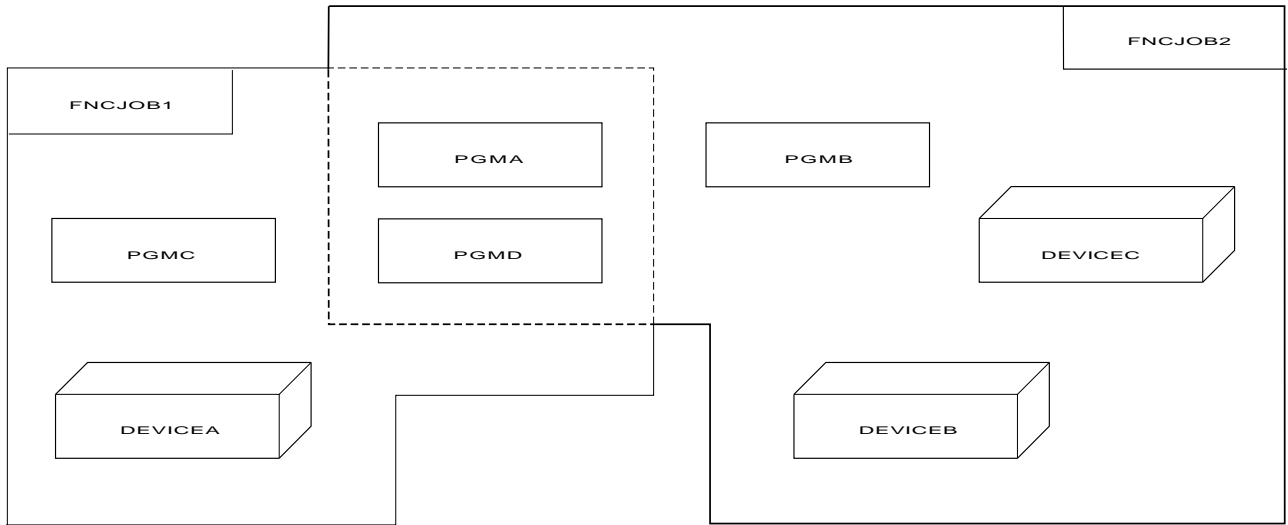 FNCJOB2
FNCJOB1
PGMA
PGMB
PGMC
PGMD
DEVICEC
DEVICEA
DEVICEB